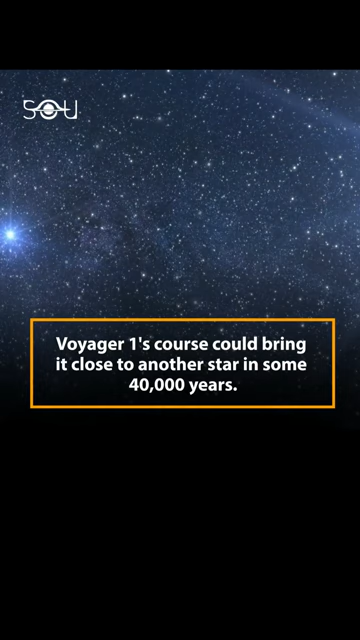 SOU
Voyager 1's course could bring
it close to another star in some
40,000 years.